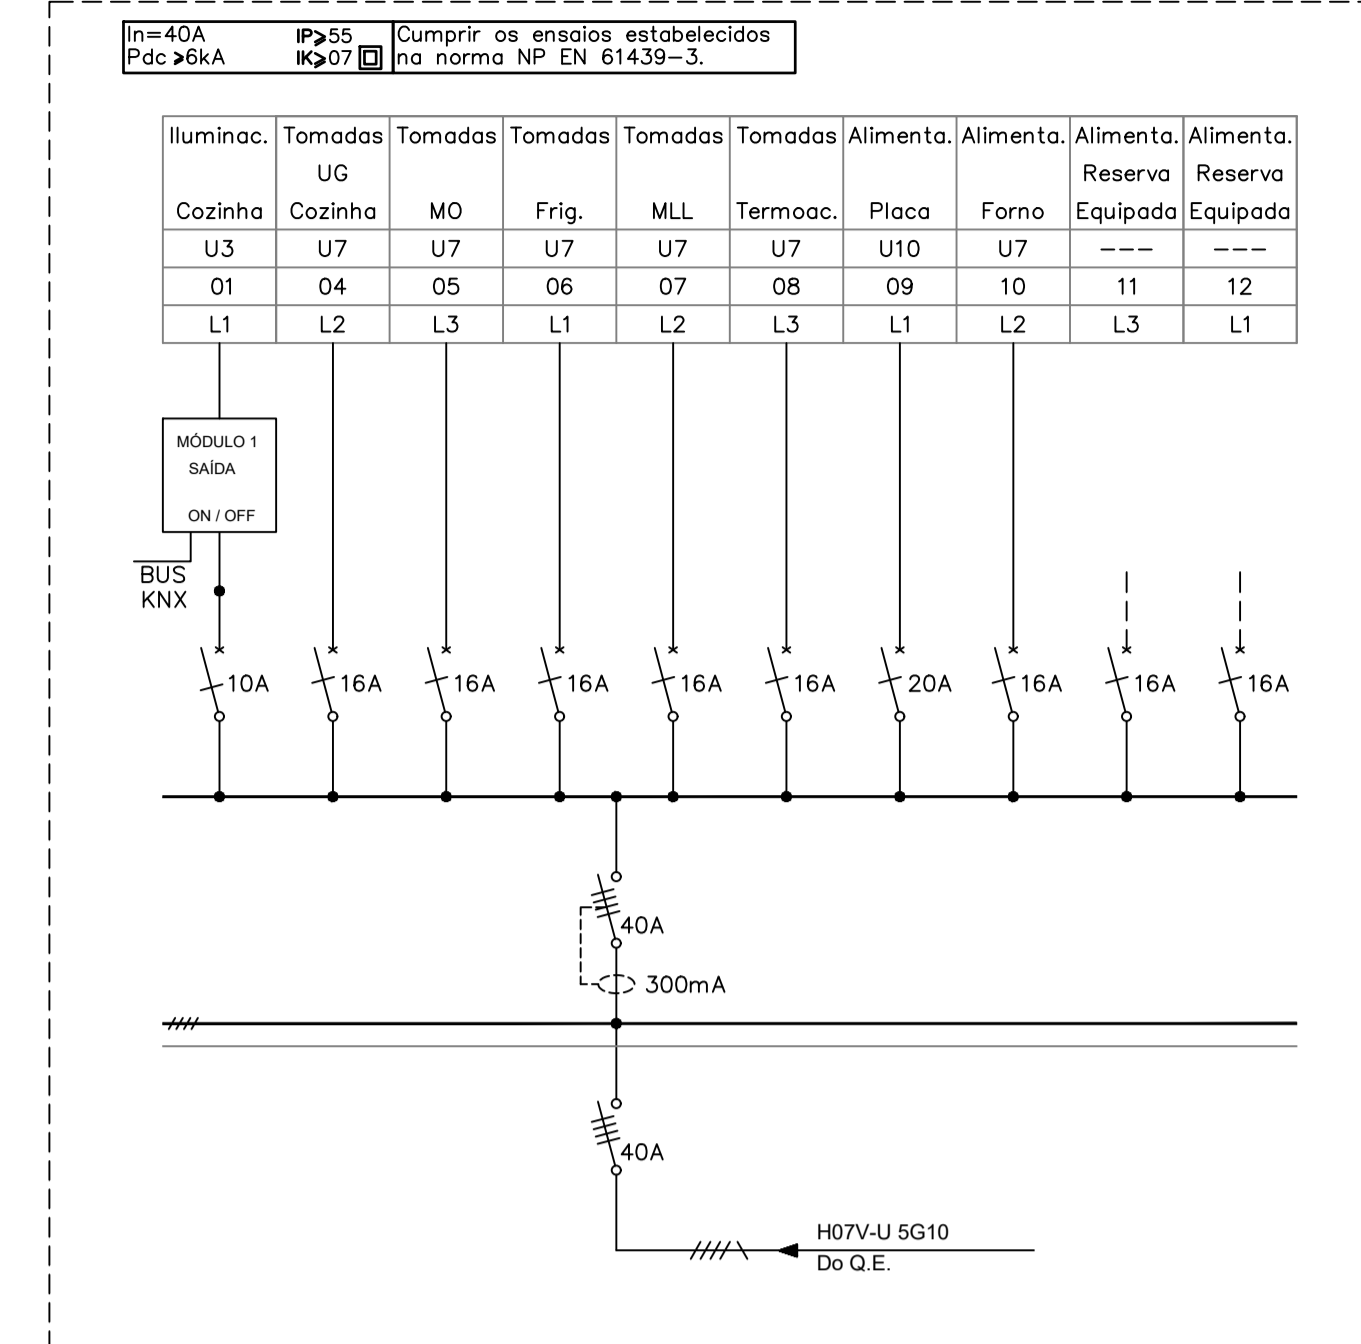 In=40A IP⩾55 Cumprir os ensaios estabelecidos
Pdc ⩾6kA IK⩾07 na norma NP EN 61439-3.
Iluminac. Tomadas Tomadas Tomadas Tomadas Tomadas Alimenta. Alimenta. Alimenta. Alimenta.
UG Reserva Reserva
Cozinha Cozinha MO Frig. MLL Termoac. Placa Forno Equipada Equipada
U3 U7 U7 U7 U7 U7 U10 U7 --- ---
01 04 05 06 07 08 09 10 11 12
L1 L2 L3 L1 L2 L3 L1 L2 L3 L1
MÓDULO 1
SAÍDA
ON / OFF
BUS
KNX
10A 16A 16A 16A 16A 16A 20A 16A 16A 16A
40A
300mA
40A
H07V-U 5G10
Do Q.E.